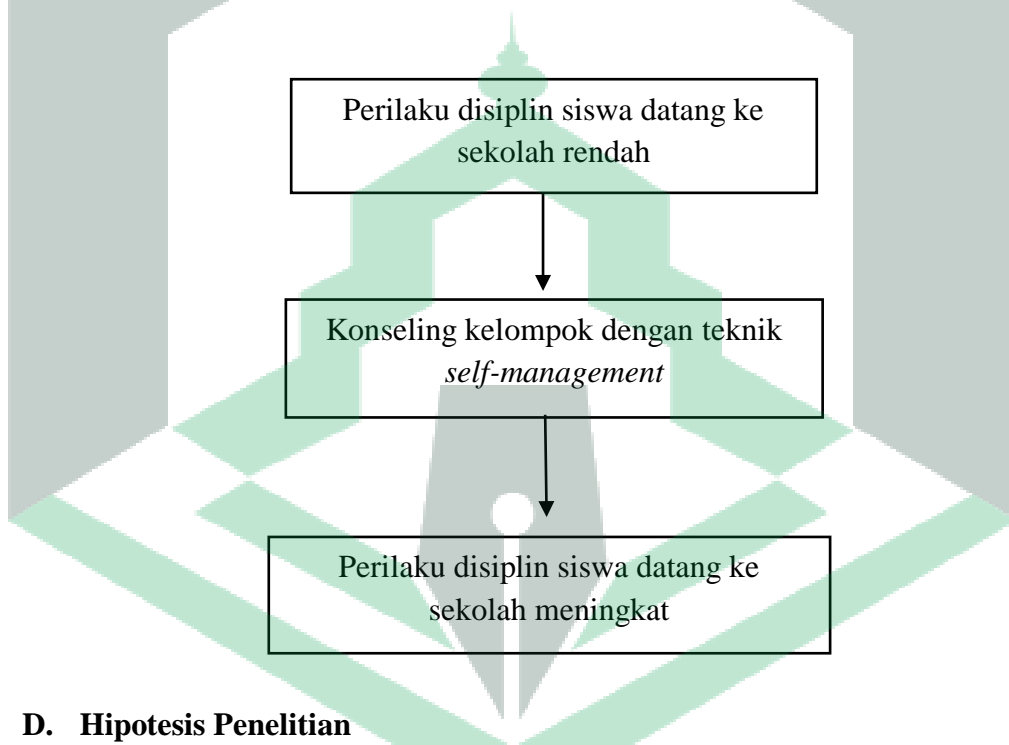 Perilaku disiplin siswa datang ke
sekolah rendah
Konseling kelompok dengan teknik
self-management
Perilaku disiplin siswa datang ke
sekolah meningkat
D. Hipotesis Penelitian